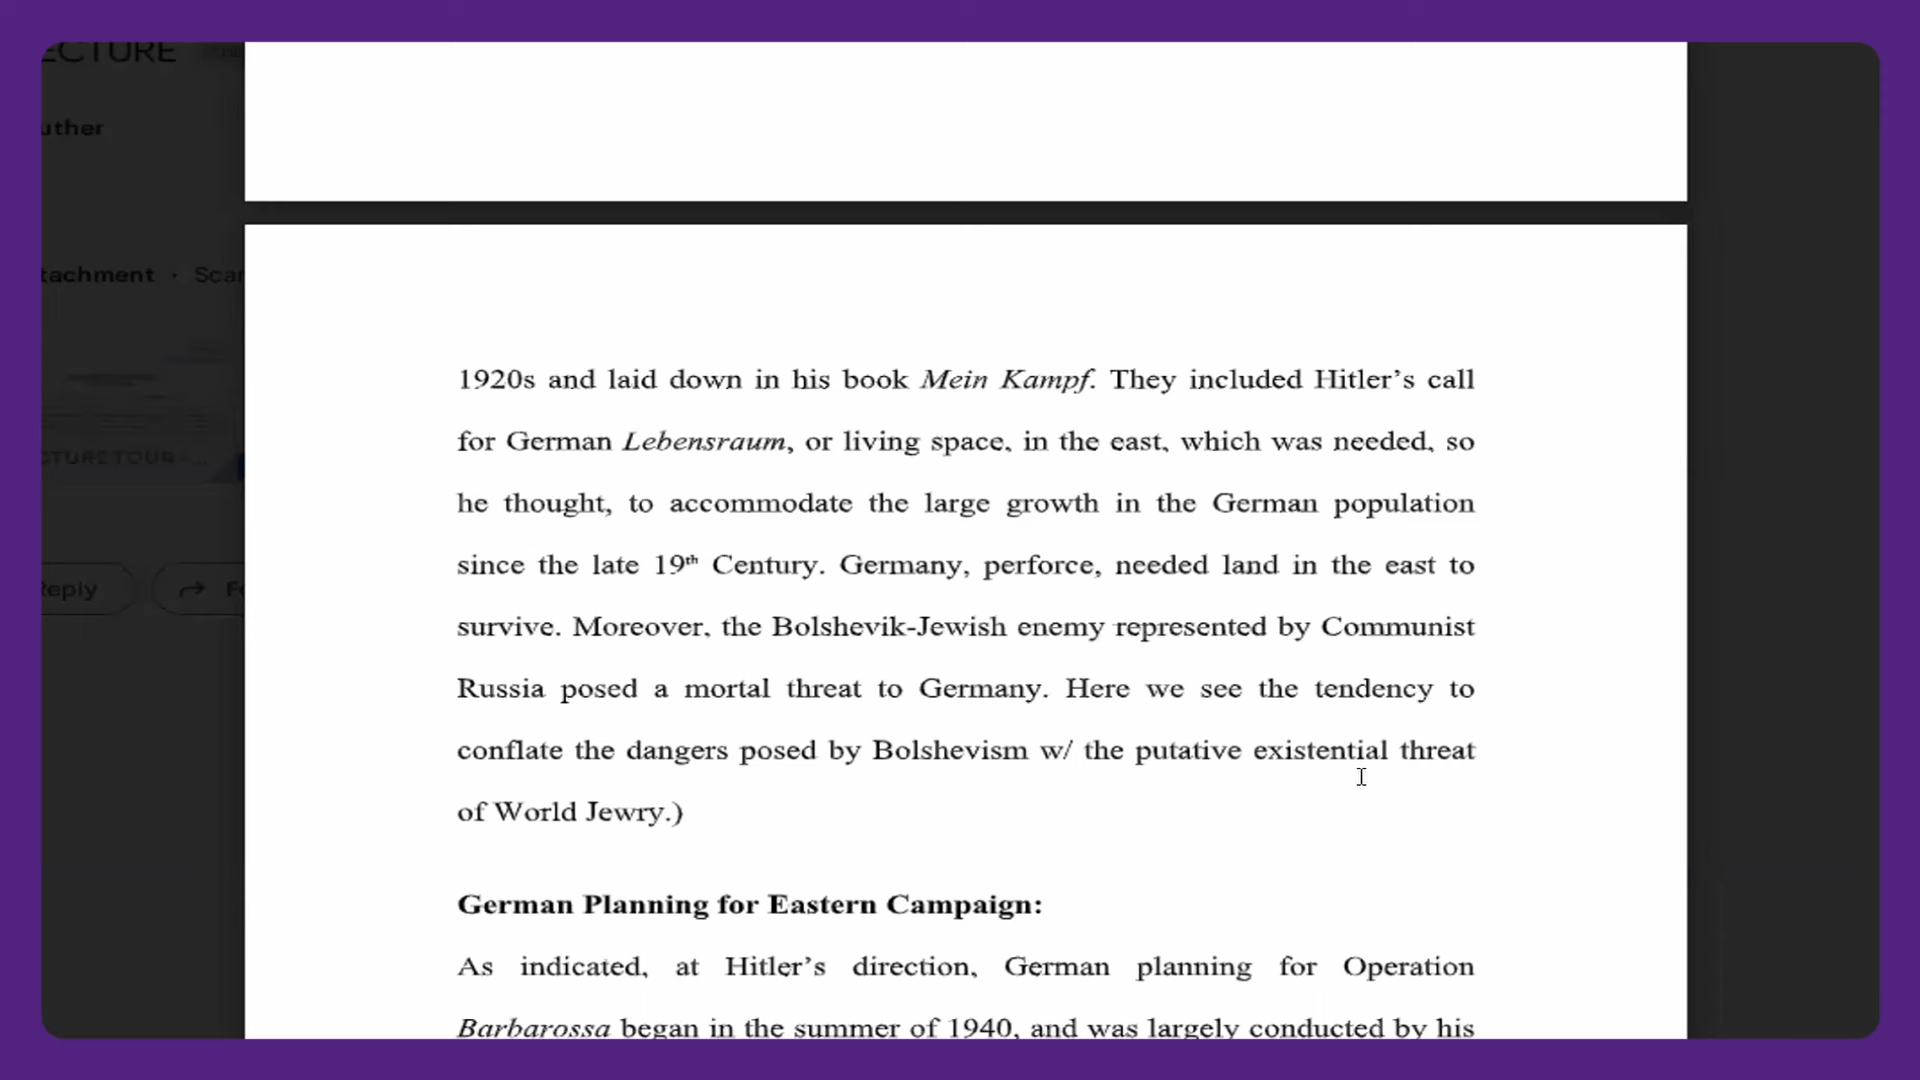 ECTURE
uther
tachment · Scan
CTURE TOUR-...
Reply
1920s and laid down in his book Mein Kampf. They included Hitler’s call
for German Lebensraum, or living space, in the east, which was needed, so
he thought, to accommodate the large growth in the German population
since the late 19th Century. Germany, perforce, needed land in the east to
survive. Moreover, the Bolshevik-Jewish enemy represented by Communist
Russia posed a mortal threat to Germany. Here we see the tendency to
conflate the dangers posed by Bolshevism w/ the putative existential threat
of World Jewry.)
German Planning for Eastern Campaign:
As indicated, at Hitler’s direction, German planning for Operation
Barbarossa began in the summer of 1940, and was largely conducted by his